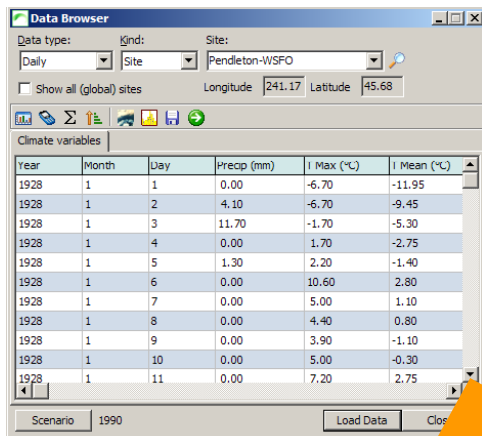 Data Browser
Data type: Kind: Site:
Daily Site Pendleton-WSFO
Show all (global) sites Longitude 241.17 Latitude 45.68
Climate variables
Year Month Day Precip (mm) T Max (°C) T Mean (°C)
1928 1 1 0.00 -6.70 -11.95
1928 1 2 4.10 -6.70 -9.45
1928 1 3 11.70 -1.70 -5.30
1928 1 4 0.00 1.70 -2.75
1928 1 5 1.30 2.20 -1.40
1928 1 6 0.00 10.60 2.80
1928 1 7 0.00 5.00 1.10
1928 1 8 0.00 4.40 0.80
1928 1 9 0.00 3.90 -1.10
1928 1 10 0.00 5.00 -0.30
1928 1 11 0.00 7.20 2.75
Scenario 1990 Load Data Clos